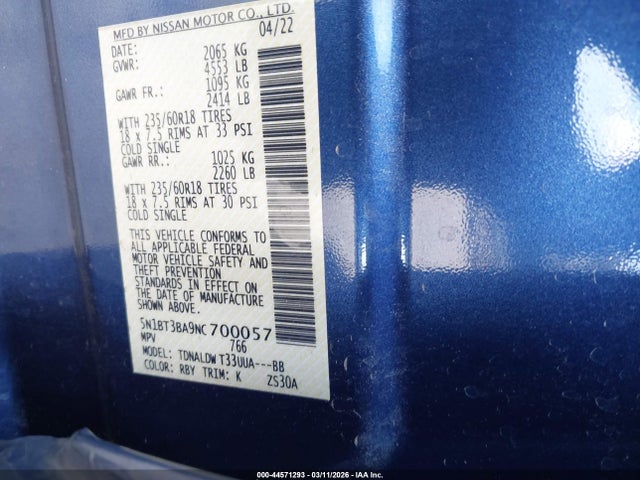 MFD BY NISSAN MOTOR CO., LTD.
04/22
DATE: 2065 KG
GVWR: 4553 LB
GAWR FR.: 1095 KG
2414 LB
WITH 235/60R18 TIRES
18 x 7.5 RIMS AT 33 PSI
COLD SINGLE
GAWR RR.: 1025 KG
2260 LB
WITH 235/60R18 TIRES
18 x 7.5 RIMS AT 30 PSI
COLD SINGLE
THIS VEHICLE CONFORMS TO
ALL APPLICABLE FEDERAL
MOTOR VEHICLE SAFETY AND
THEFT PREVENTION
STANDARDS IN EFFECT ON
THE DATE OF MANUFACTURE
SHOWN ABOVE.
5N1BT3BA9NC700057
MPV 766
MODEL: TDNALDWT33UUA---BB
COLOR: RBY TRIM: K ZS30A
000-44571293 - 03/11/2026 - IAA Inc.